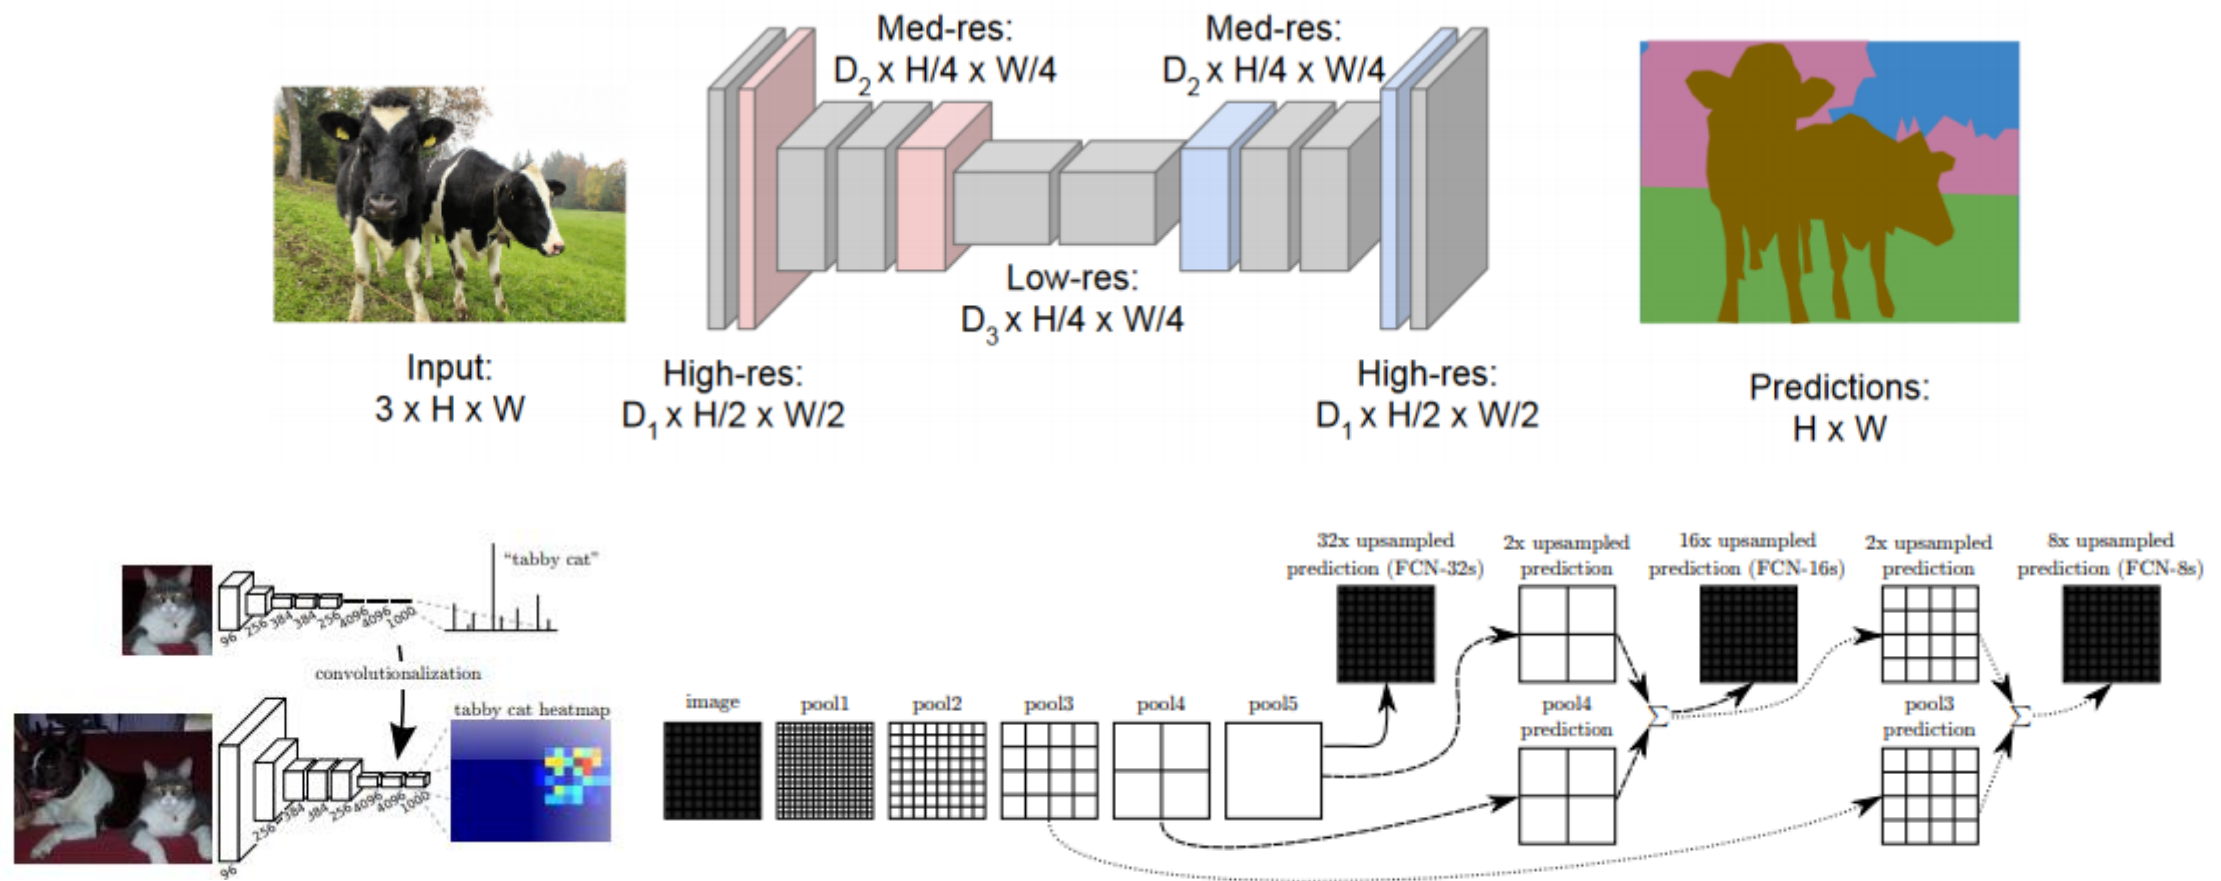 Med-res:
D2 x H/4 x W/4
Med-res:
D2 x H/4 x W/4
Low-res:
D3 x H/4 x W/4
Input:
3 x H x W
High-res:
D1 x H/2 x W/2
High-res:
D1 x H/2 x W/2
Predictions:
H x W
"tabby cat"
96
256
384
384
256
4096
4096
1000
convolutionalization
tabby cat heatmap
96
256
384
384
256
4096
4096
1000
32x upsampled
prediction (FCN-32s)
2x upsampled
prediction
16x upsampled
prediction (FCN-16s)
2x upsampled
prediction
8x upsampled
prediction (FCN-8s)
image
pool1
pool2
pool3
pool4
pool5
pool4
prediction
Σ
pool3
prediction
Σ